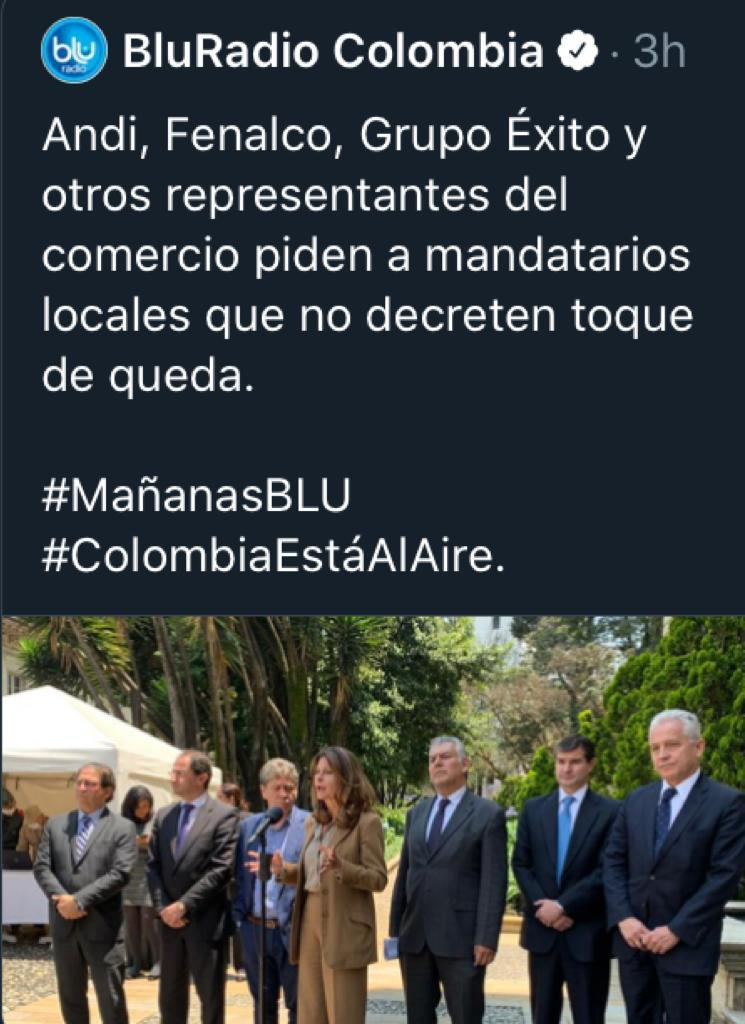 blu
radio
BluRadio Colombia · 3h
Andi, Fenalco, Grupo Éxito y
otros representantes del
comercio piden a mandatarios
locales que no decreten toque
de queda.
#MañanasBLU
#ColombiaEstáAlAire.